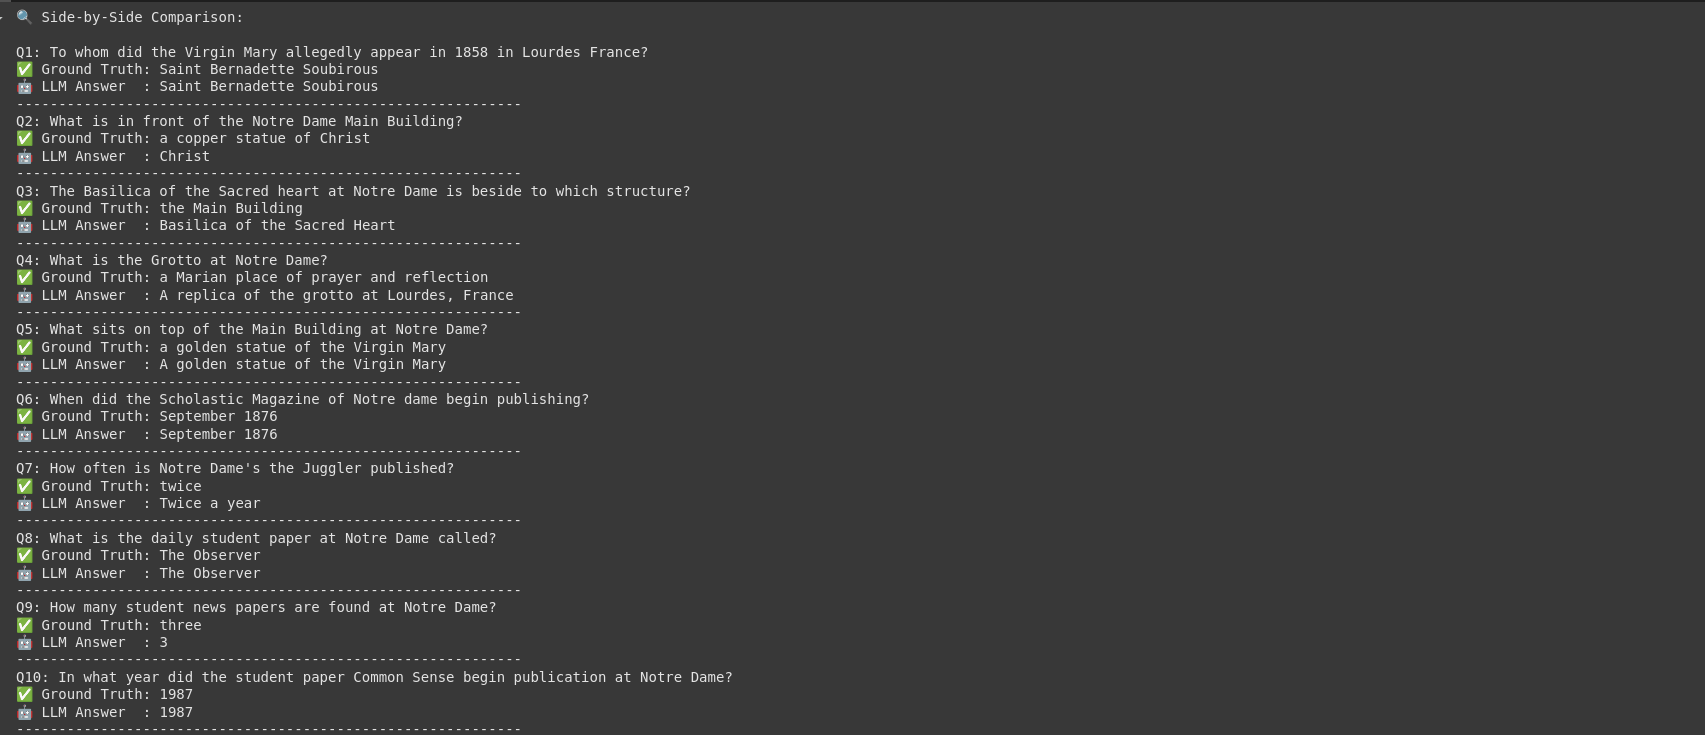 🔍 Side-by-Side Comparison:
Q1: To whom did the Virgin Mary allegedly appear in 1858 in Lourdes France?
✅ Ground Truth: Saint Bernadette Soubirous
🤖 LLM Answer  : Saint Bernadette Soubirous
------------------------------------------------------------
Q2: What is in front of the Notre Dame Main Building?
✅ Ground Truth: a copper statue of Christ
🤖 LLM Answer  : Christ
------------------------------------------------------------
Q3: The Basilica of the Sacred heart at Notre Dame is beside to which structure?
✅ Ground Truth: the Main Building
🤖 LLM Answer  : Basilica of the Sacred Heart
------------------------------------------------------------
Q4: What is the Grotto at Notre Dame?
✅ Ground Truth: a Marian place of prayer and reflection
🤖 LLM Answer  : A replica of the grotto at Lourdes, France
------------------------------------------------------------
Q5: What sits on top of the Main Building at Notre Dame?
✅ Ground Truth: a golden statue of the Virgin Mary
🤖 LLM Answer  : A golden statue of the Virgin Mary
------------------------------------------------------------
Q6: When did the Scholastic Magazine of Notre dame begin publishing?
✅ Ground Truth: September 1876
🤖 LLM Answer  : September 1876
------------------------------------------------------------
Q7: How often is Notre Dame's the Juggler published?
✅ Ground Truth: twice
🤖 LLM Answer  : Twice a year
------------------------------------------------------------
Q8: What is the daily student paper at Notre Dame called?
✅ Ground Truth: The Observer
🤖 LLM Answer  : The Observer
------------------------------------------------------------
Q9: How many student news papers are found at Notre Dame?
✅ Ground Truth: three
🤖 LLM Answer  : 3
------------------------------------------------------------
Q10: In what year did the student paper Common Sense begin publication at Notre Dame?
✅ Ground Truth: 1987
🤖 LLM Answer  : 1987
------------------------------------------------------------